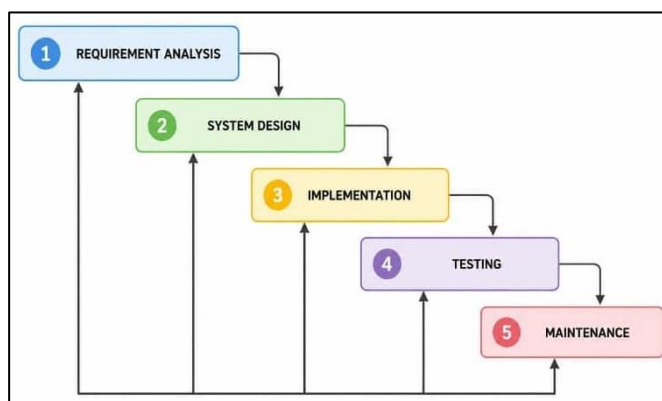 1 REQUIREMENT ANALYSIS
2 SYSTEM DESIGN
3 IMPLEMENTATION
4 TESTING
5 MAINTENANCE